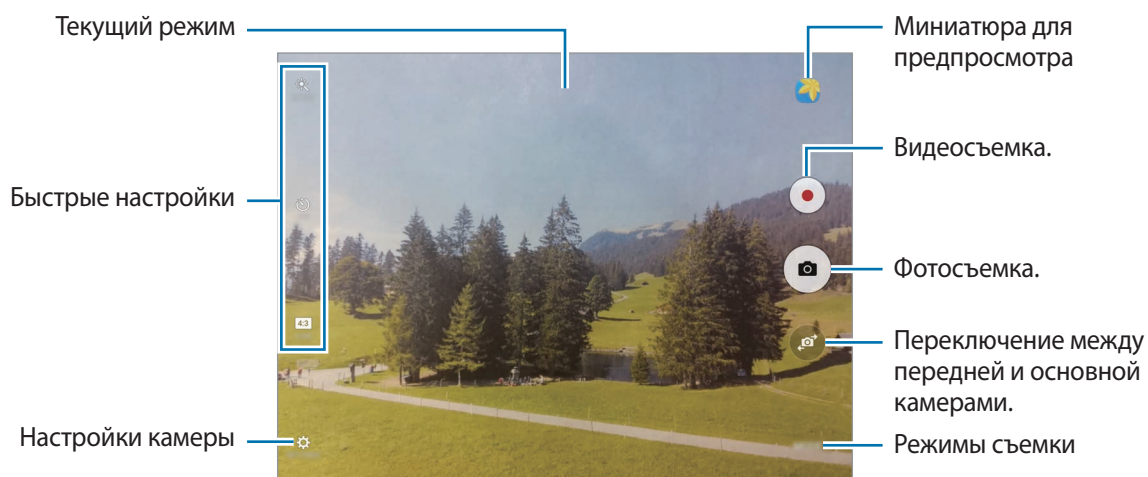 Текущий режим
Быстрые настройки
4:3
Настройки камеры
Миниатюра для
предпросмотра
Видеосъемка.
Фотосъемка.
Переключение между
передней и основной
камерами.
Режимы съемки